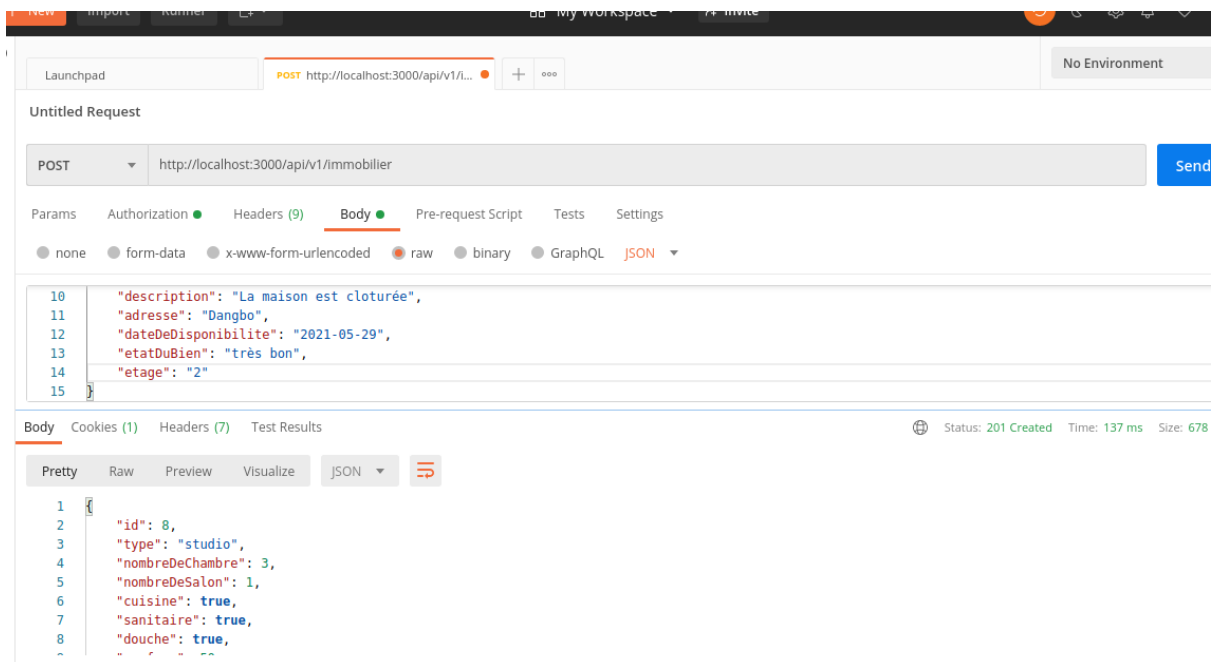 New Import Runner My Workspace Invite
Launchpad POST http://localhost:3000/api/v1/i... No Environment
Untitled Request
POST http://localhost:3000/api/v1/immobilier Send
Params Authorization Headers (9) Body Pre-request Script Tests Settings
none form-data x-www-form-urlencoded raw binary GraphQL JSON
10 "description": "La maison est cloturée",
11 "adresse": "Dangbo",
12 "dateDeDisponibilite": "2021-05-29",
13 "etatDuBien": "très bon",
14 "etage": "2"
15 }
Body Cookies (1) Headers (7) Test Results Status: 201 Created Time: 137 ms Size: 678
Pretty Raw Preview Visualize JSON
1 {
2 "id": 8,
3 "type": "studio",
4 "nombreDeChambre": 3,
5 "nombreDeSalon": 1,
6 "cuisine": true,
7 "sanitaire": true,
8 "douche": true,